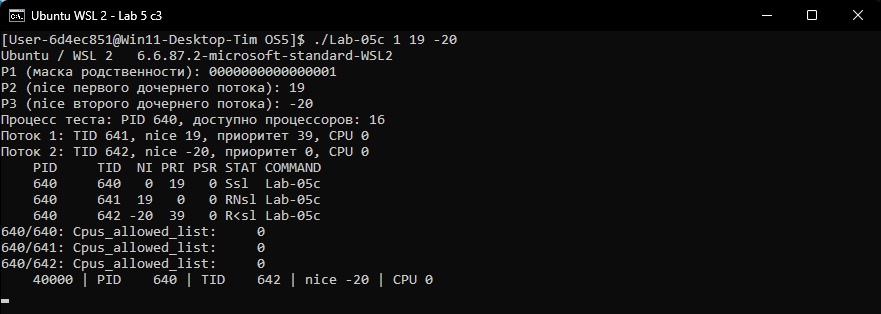 Ubuntu WSL 2 - Lab 5 c3
[User-6d4ec851@Win11-Desktop-Tim OS5]$ ./Lab-05c 1 19 -20
Ubuntu / WSL 2   6.6.87.2-microsoft-standard-WSL2
P1 (маска родственности): 0000000000000001
P2 (nice первого дочернего потока): 19
P3 (nice второго дочернего потока): -20
Процесс теста: PID 640, доступно процессоров: 16
Поток 1: TID 641, nice 19, приоритет 39, CPU 0
Поток 2: TID 642, nice -20, приоритет 0, CPU 0
    PID     TID  NI PRI PSR STAT COMMAND
    640     640   0  19   0 Ssl  Lab-05c
    640     641  19   0   0 RNsl Lab-05c
    640     642 -20  39   0 R<sl Lab-05c
640/640: Cpus_allowed_list:     0
640/641: Cpus_allowed_list:     0
640/642: Cpus_allowed_list:     0
    40000 | PID    640 | TID    642 | nice -20 | CPU 0